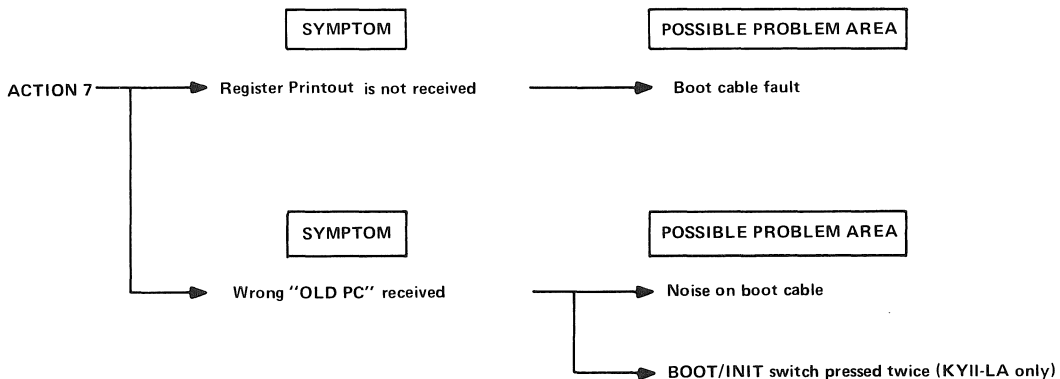 SYMPTOM
POSSIBLE PROBLEM AREA
ACTION 7
Register Printout is not received
Boot cable fault
SYMPTOM
POSSIBLE PROBLEM AREA
Wrong "OLD PC" received
Noise on boot cable
BOOT/INIT switch pressed twice (KYII-LA only)